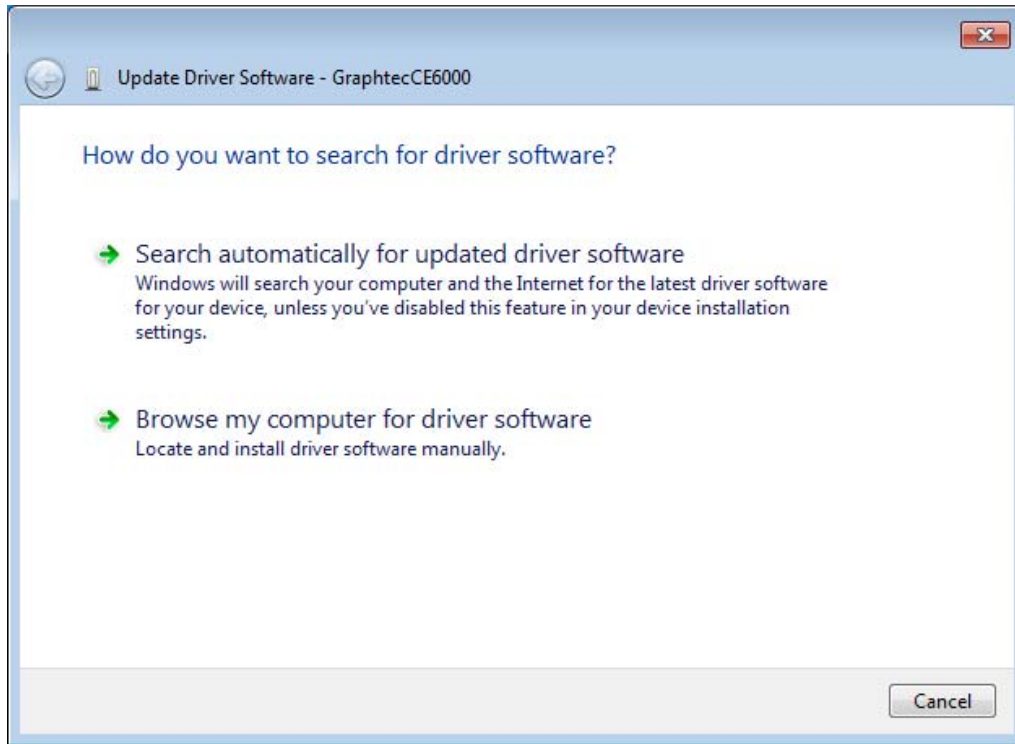 Update Driver Software - GraphtecCE6000
How do you want to search for driver software?
Search automatically for updated driver software
Windows will search your computer and the Internet for the latest driver software
for your device, unless you've disabled this feature in your device installation
settings.
Browse my computer for driver software
Locate and install driver software manually.
Cancel